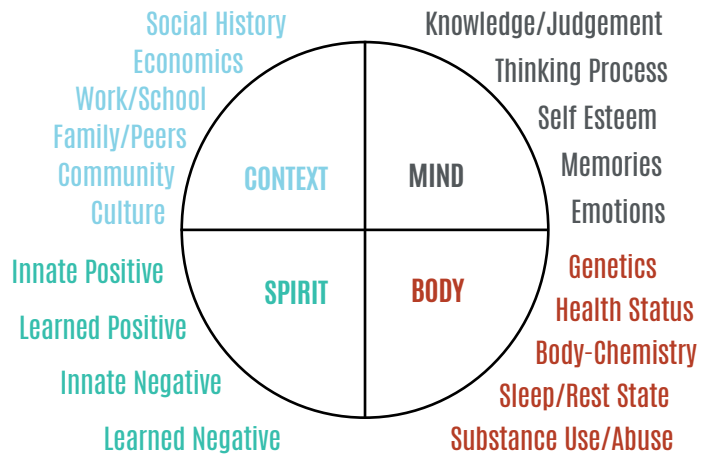 Social History
Economics
Work/School
Family/Peers
Community
Culture
CONTEXT
Knowledge/Judgement
Thinking Process
Self Esteem
Memories
Emotions
MIND
Innate Positive
Learned Positive
Innate Negative
Learned Negative
SPIRIT
Genetics
Health Status
Body-Chemistry
Sleep/Rest State
Substance Use/Abuse
BODY